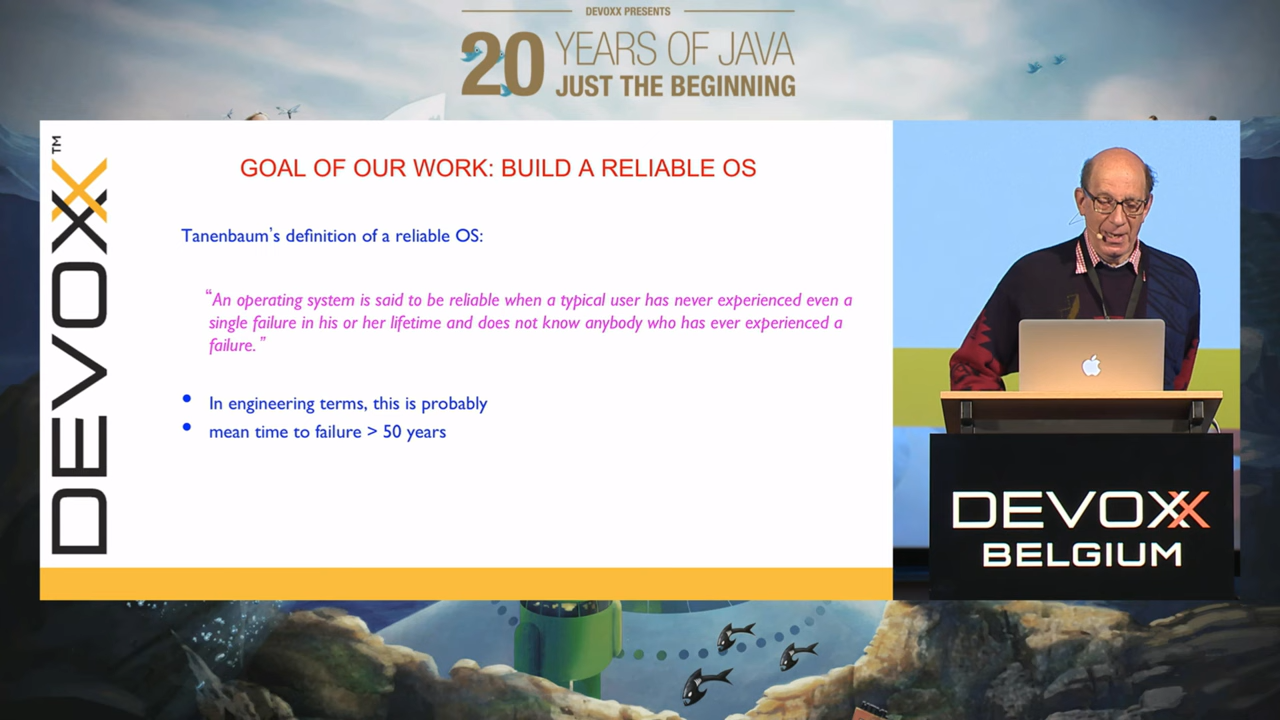 DEVOXX PRESENTS
20 YEARS OF JAVA
JUST THE BEGINNING
DEVOXX™
GOAL OF OUR WORK: BUILD A RELIABLE OS
Tanenbaum's definition of a reliable OS:
“An operating system is said to be reliable when a typical user has never experienced even a
single failure in his or her lifetime and does not know anybody who has ever experienced a
failure.”
• In engineering terms, this is probably
• mean time to failure > 50 years
DEVOXX
BELGIUM